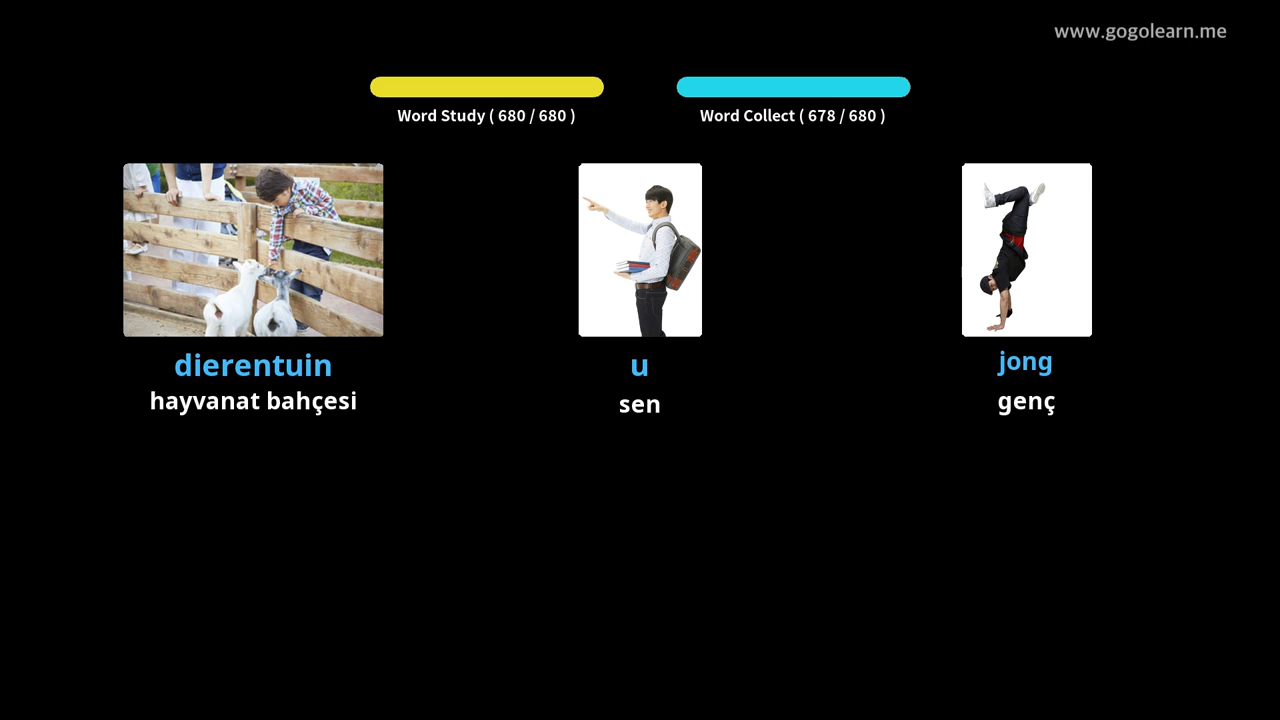 www.gogolearn.me
Word Study ( 680 / 680 )
Word Collect ( 678 / 680 )
dierentuin
hayvanat bahçesi
u
sen
jong
genç